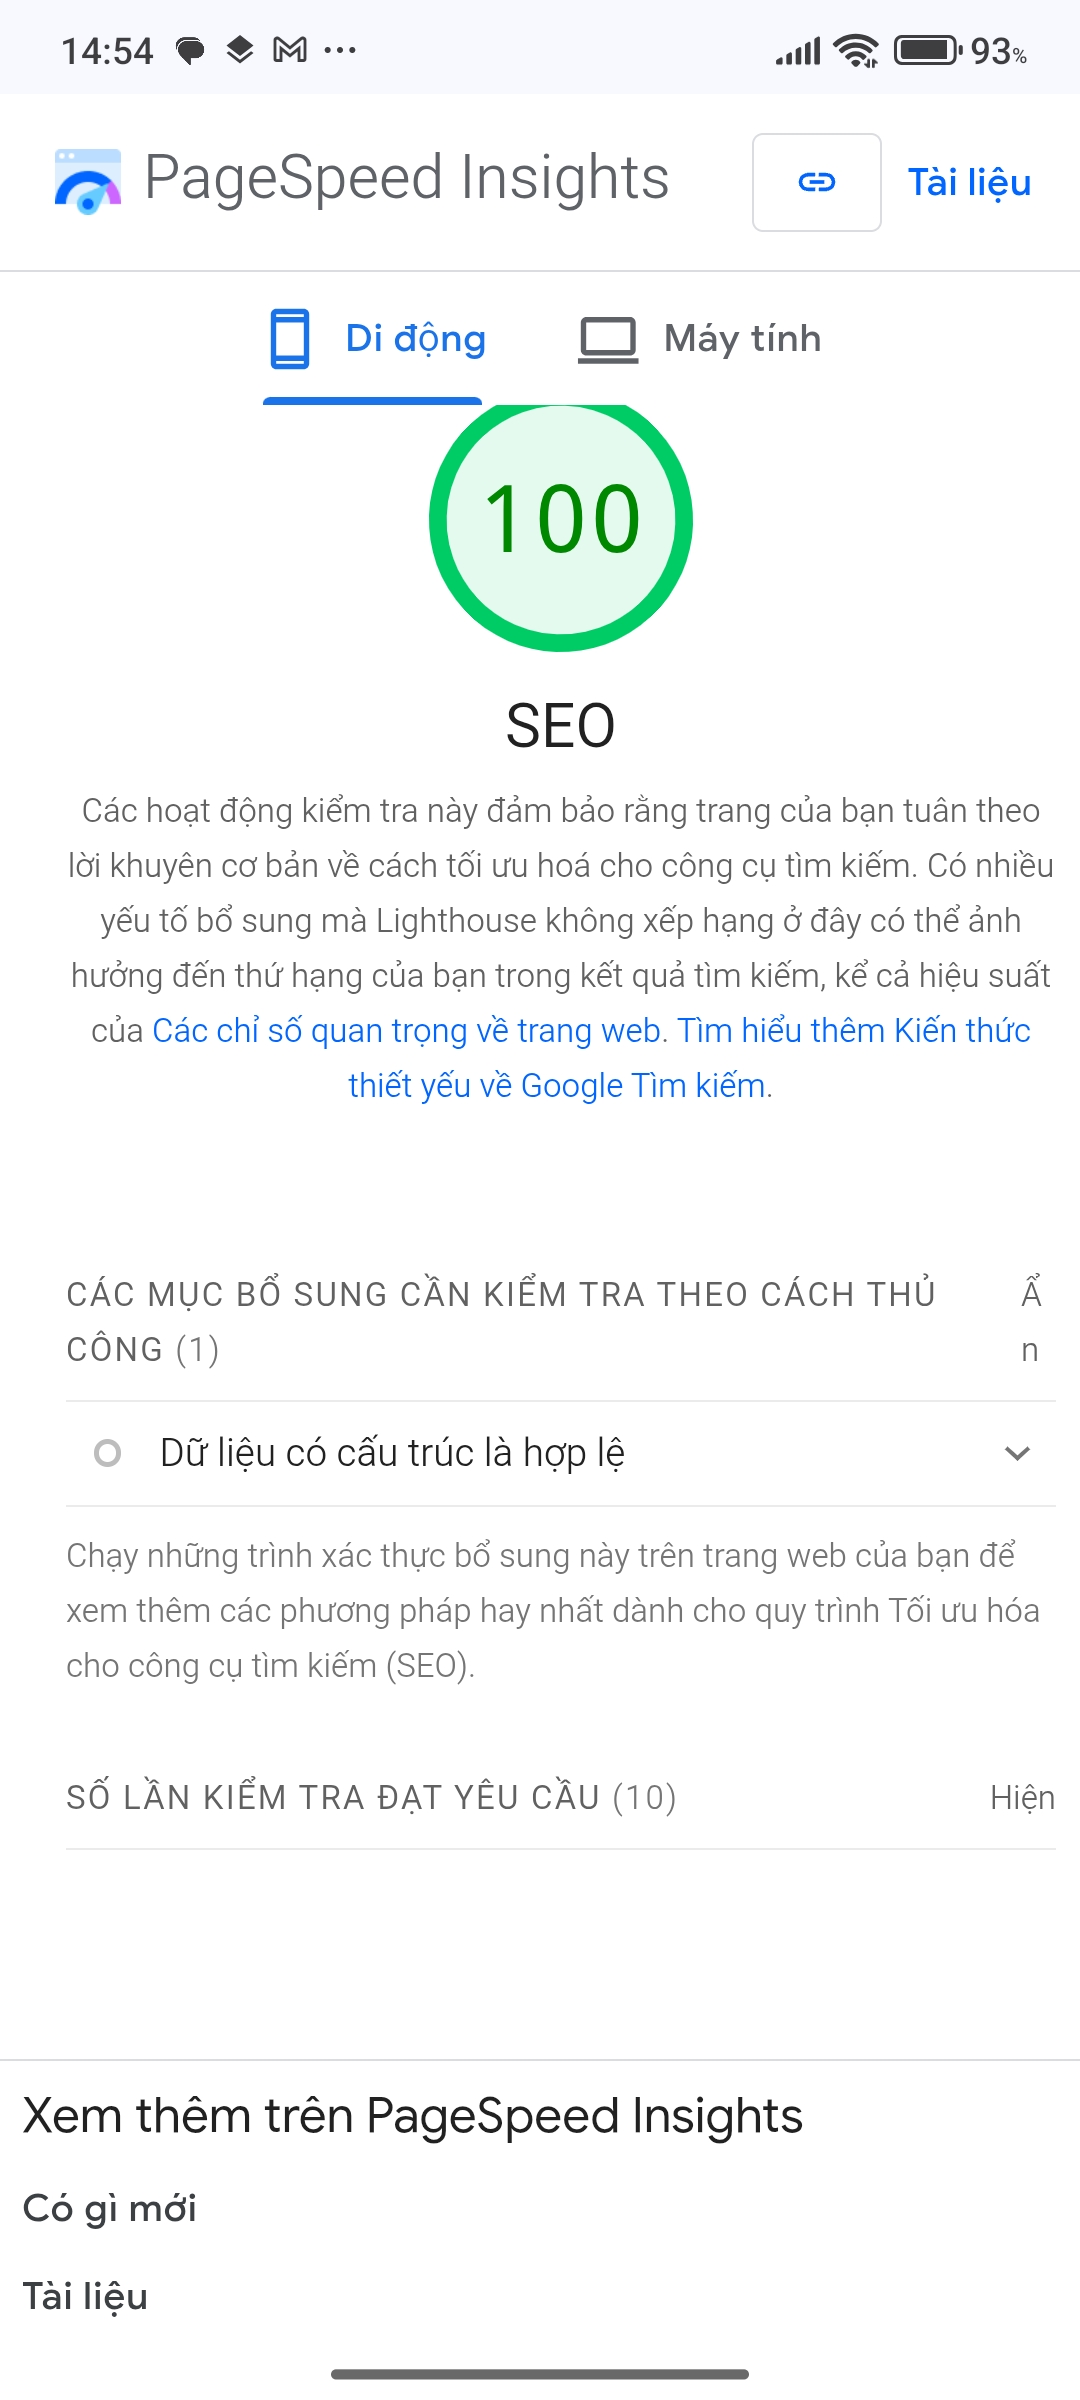 14:54 93%
PageSpeed Insights Tài liệu
Di động Máy tính
100
SEO
Các hoạt động kiểm tra này đảm bảo rằng trang của bạn tuân theo
lời khuyên cơ bản về cách tối ưu hoá cho công cụ tìm kiếm. Có nhiều
yếu tố bổ sung mà Lighthouse không xếp hạng ở đây có thể ảnh
hưởng đến thứ hạng của bạn trong kết quả tìm kiếm, kể cả hiệu suất
của Các chỉ số quan trọng về trang web. Tìm hiểu thêm Kiến thức
thiết yếu về Google Tìm kiếm.
CÁC MỤC BỔ SUNG CẦN KIỂM TRA THEO CÁCH THỦ Ẩ
CÔNG (1) n
Dữ liệu có cấu trúc là hợp lệ
Chạy những trình xác thực bổ sung này trên trang web của bạn để
xem thêm các phương pháp hay nhất dành cho quy trình Tối ưu hóa
cho công cụ tìm kiếm (SEO).
SỐ LẦN KIỂM TRA ĐẠT YÊU CẦU (10) Hiện
Xem thêm trên PageSpeed Insights
Có gì mới
Tài liệu